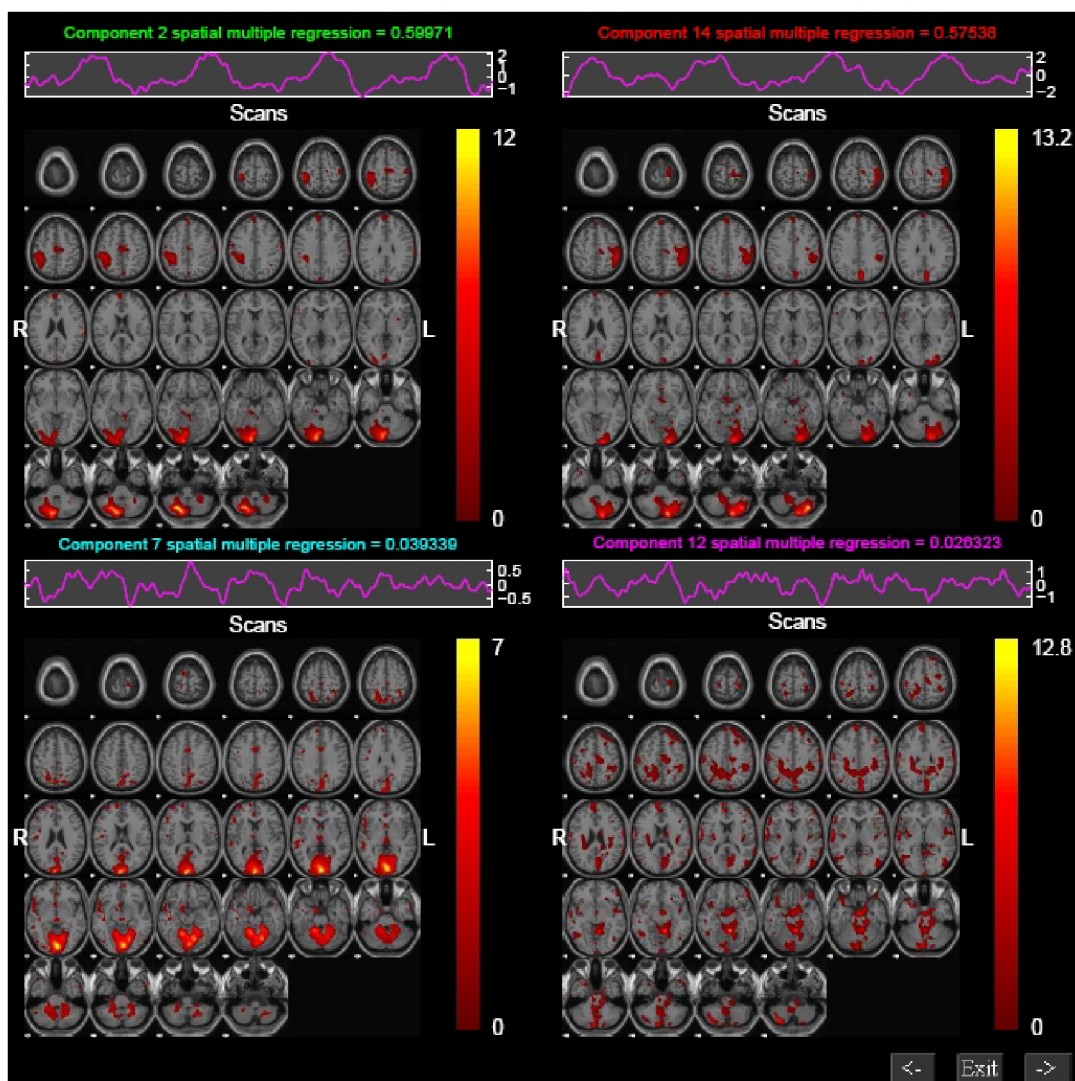 Component 2 spatial multiple regression = 0.59971
2
1
0
−1
Scans
12
0
Component 14 spatial multiple regression = 0.57538
2
0
−2
Scans
13.2
0
R
L
R
L
Component 7 spatial multiple regression = 0.039339
0.5
0
−0.5
Scans
7
0
Component 12 spatial multiple regression = 0.026323
1
0
−1
Scans
12.8
0
R
L
R
L
<- Exit ->